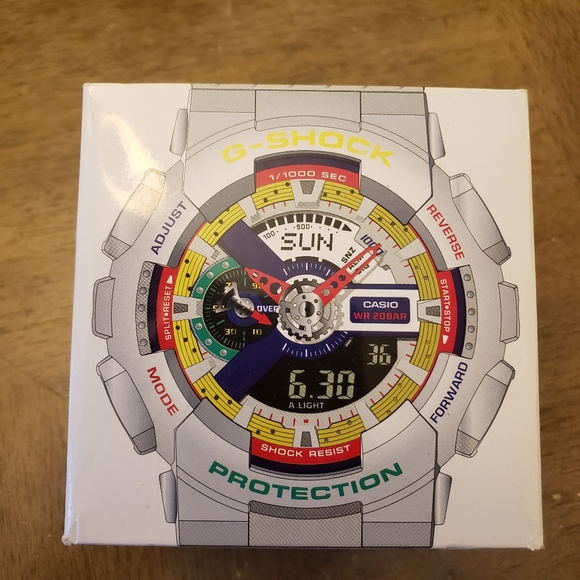 G-SHOCK
1/1000 SEC
ADJUST
REVERSE
100 500
1000
SUN
SNZ
SPLIT•RESET
START•STOP
OVER
CASIO
WR 20BAR
30 10
36
6.30
A.LIGHT
MODE
FORWARD
SHOCK RESIST
PROTECTION